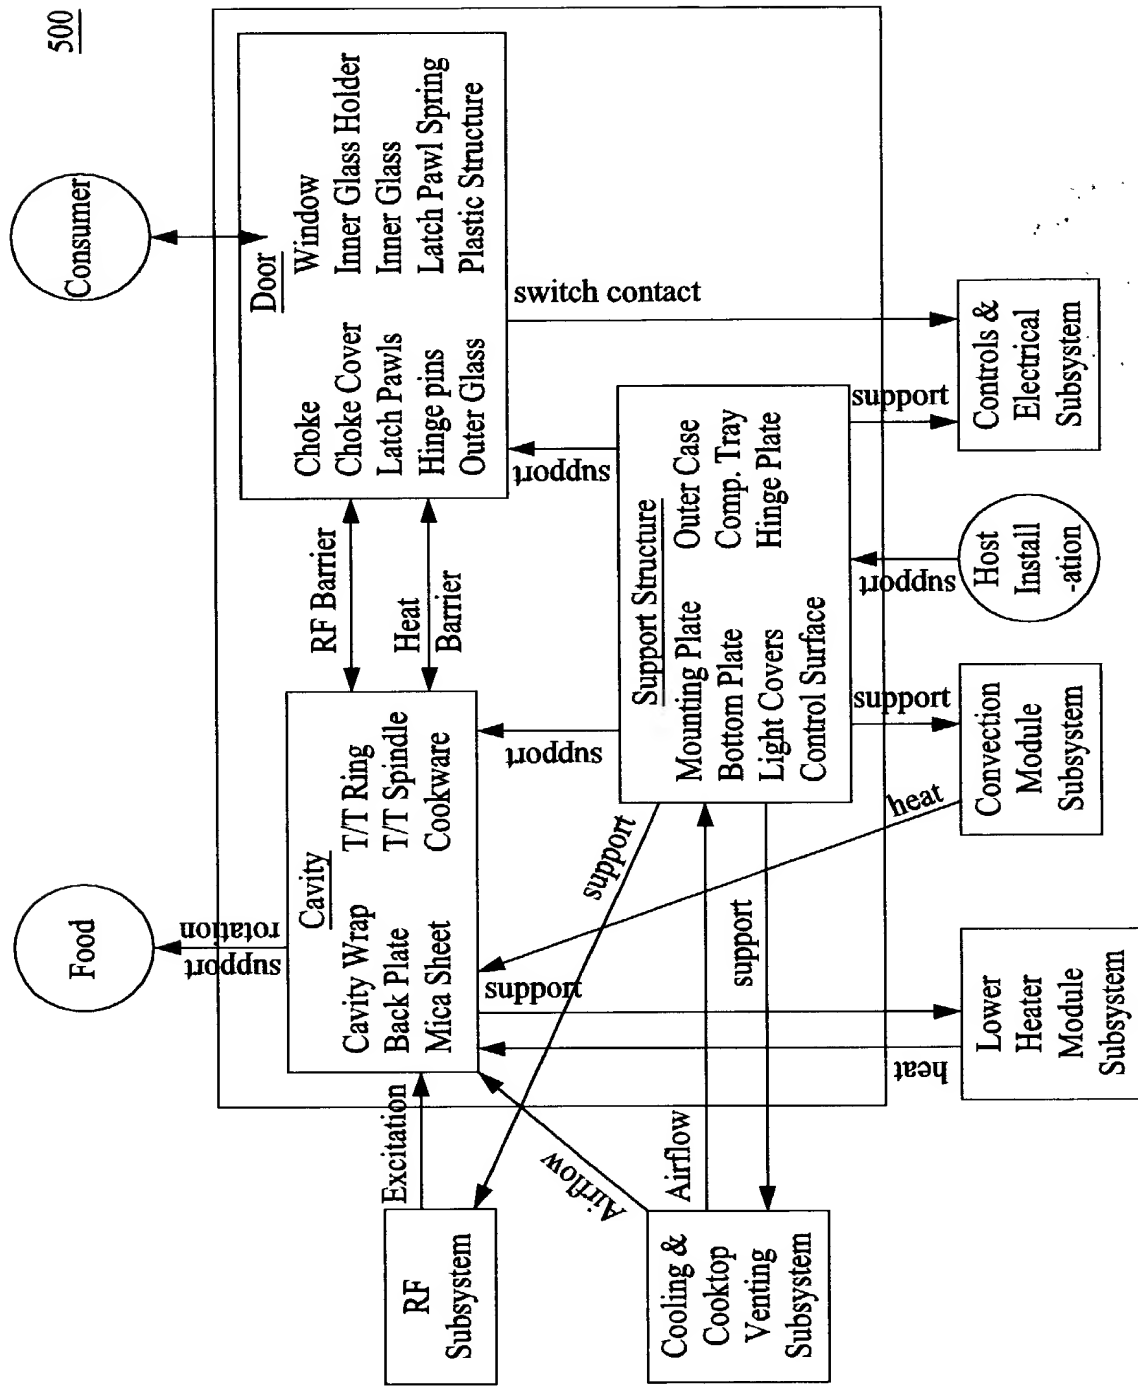 500
Consumer
Food
Door
Choke
Window
Choke Cover
Inner Glass Holder
Latch Pawls
Inner Glass
Hinge pins
Latch Pawl Spring
Outer Glass
Plastic Structure
RF Barrier
Heat
Barrier
switch contact
support
rotation
support
Cavity
Cavity Wrap
T/T Ring
Back Plate
T/T Spindle
Mica Sheet
Cookware
Excitation
RF
Subsystem
support
support
support
support
Support Structure
Mounting Plate
Outer Case
Bottom Plate
Comp. Tray
Light Covers
Hinge Plate
Control Surface
Airflow
Airflow
support
Cooling &
Cooktop
Venting
Subsystem
heat
heat
support
support
support
Lower
Heater
Module
Subsystem
Convection
Module
Subsystem
Host
Install
-ation
Controls &
Electrical
Subsystem